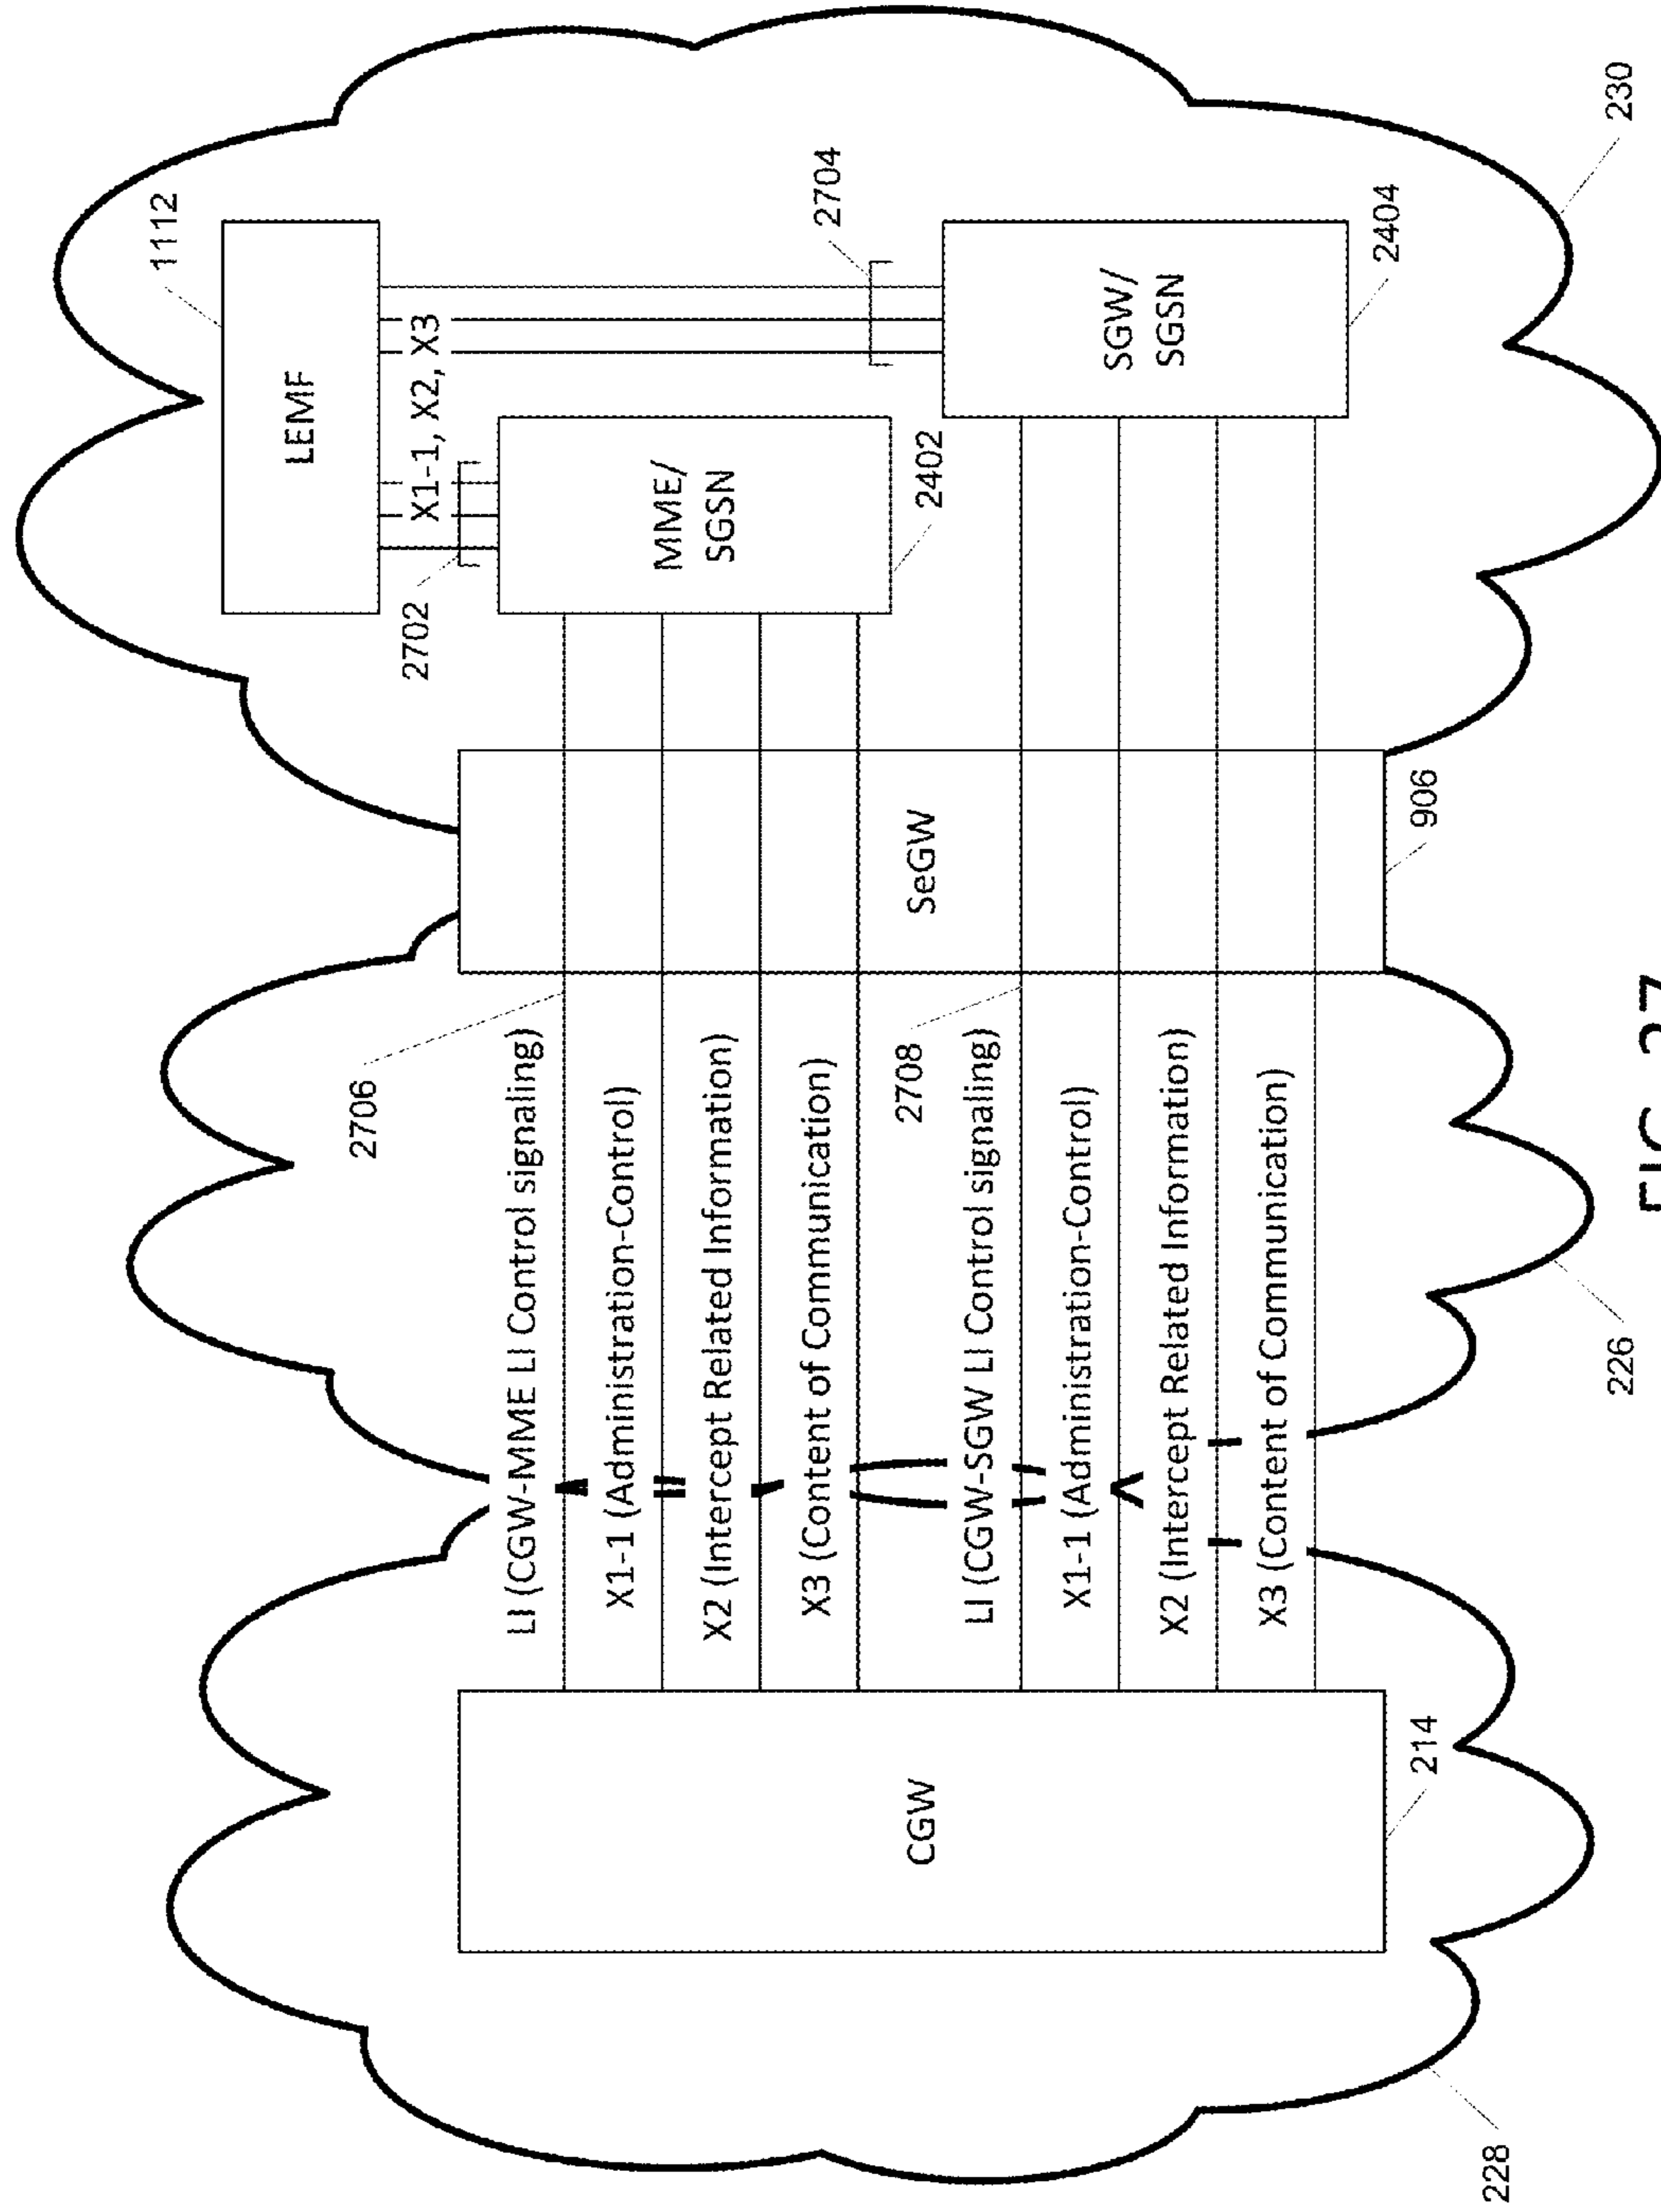 1112
LEMF
X1-1, X2, X3
2702
2704
MME/
SGSN
2402
SGW/
SGSN
2404
230
SeGW
906
2706
LI (CGW-MME LI Control signaling)
X1-1 (Administration-Control)
X2 (Intercept Related Information)
X3 (Content of Communication)
2708
LI (CGW-SGW LI Control signaling)
X1-1 (Administration-Control)
X2 (Intercept Related Information)
X3 (Content of Communication)
226
CGW
214
228
FIG. 27